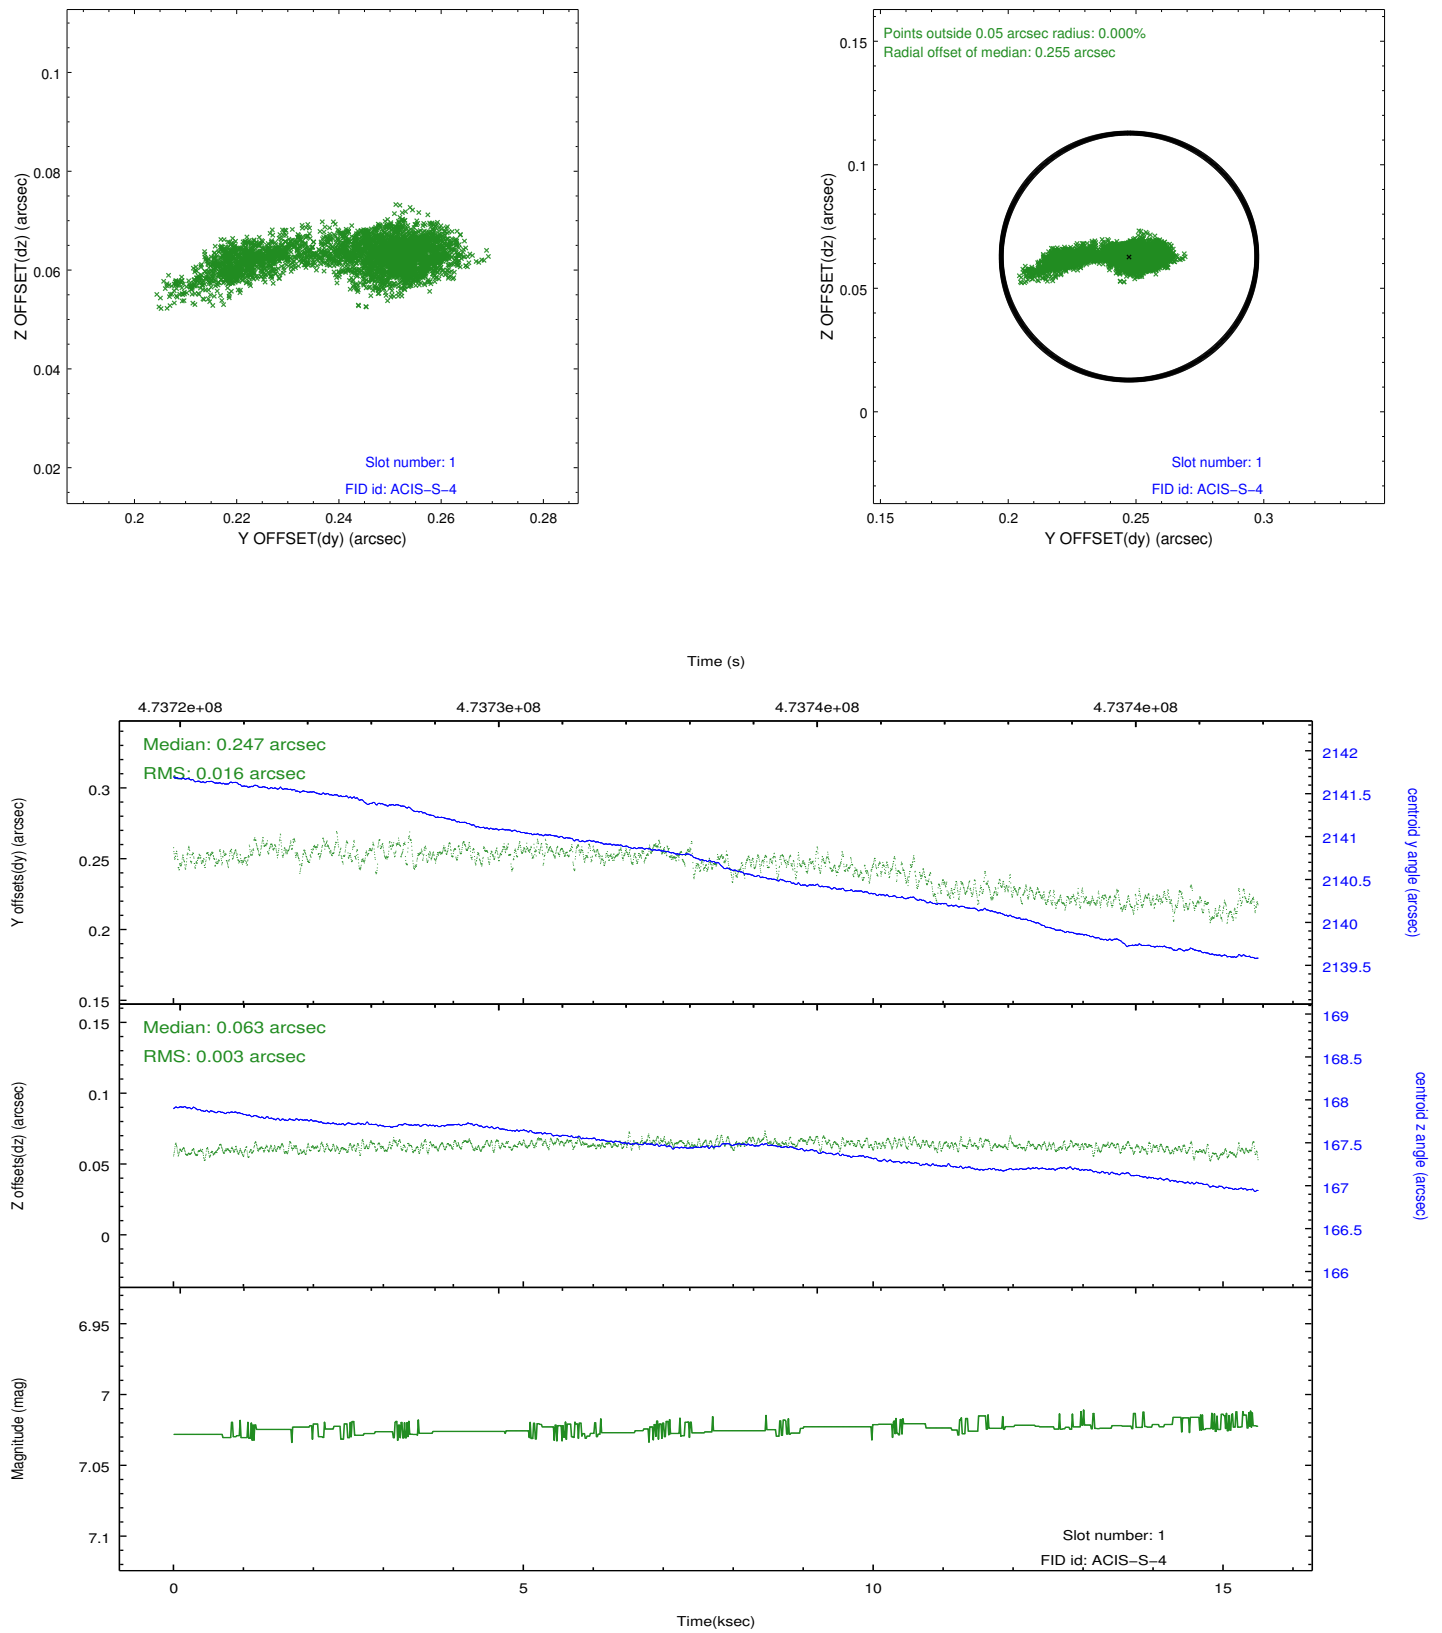 0.1
0.08
0.06
0.04
0.02
Z OFFSET(dz) (arcsec)
Slot number: 1
FID id: ACIS−S−4
0.2 0.22 0.24 0.26 0.28
Y OFFSET(dy) (arcsec)
Points outside 0.05 arcsec radius: 0.000%
Radial offset of median: 0.255 arcsec
0.15
0.1
0.05
0
Z OFFSET(dz) (arcsec)
Slot number: 1
FID id: ACIS−S−4
0.15 0.2 0.25 0.3
Y OFFSET(dy) (arcsec)
Time (s)
4.7372e+08 4.7373e+08 4.7374e+08 4.7374e+08
Median: 0.247 arcsec
RMS: 0.016 arcsec
0.3
0.25
0.2
0.15
Y offsets(dy) (arcsec)
2142
2141.5
2141
2140.5
2140
2139.5
centroid y angle (arcsec)
Median: 0.063 arcsec
RMS: 0.003 arcsec
0.15
0.1
0.05
0
Z offsets(dz) (arcsec)
169
168.5
168
167.5
167
166.5
166
centroid z angle (arcsec)
6.95
7
7.05
7.1
Magnitude (mag)
Slot number: 1
FID id: ACIS−S−4
0 5 10 15
Time(ksec)